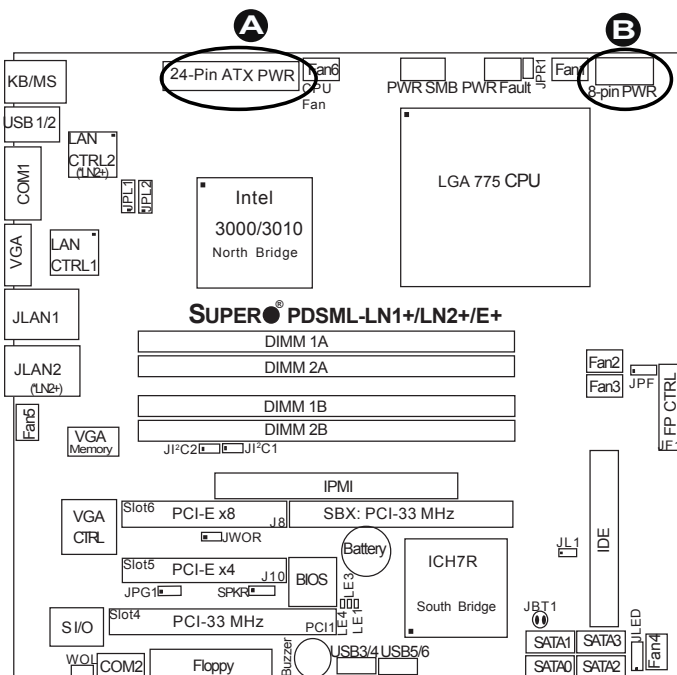 A
B
24-Pin ATX PWR
Fan6
CPU
Fan
PWR SMB
PWR Fault
JPR1
Fan1
8-pin PWR
KB/MS
USB 1/2
LAN
CTRL2
(*LN2+)
COM1
JPL1
JPL2
Intel
3000/3010
North Bridge
LGA 775 CPU
VGA
LAN
CTRL1
JLAN1
SUPER® PDSML-LN1+/LN2+/E+
DIMM 1A
DIMM 2A
JLAN2
(*LN2+)
Fan2
Fan3
JPF
FP CTRL
JF1
DIMM 1B
DIMM 2B
Fan5
VGA
Memory
JI²C2
JI²C1
IPMI
Slot6
PCI-E x8
J8
SBX: PCI-33 MHz
VGA
CTRL
JWOR
Battery
ICH7R
South Bridge
JL1
IDE
Slot5
PCI-E x4
J10
BIOS
JPG1
SPKR
LE3
LE4
LE1
Slot4
PCI-33 MHz
PCI1
S I/O
JBT1
JLED
SATA1
SATA3
Fan4
WOL
COM2
Floppy
Buzzer
USB3/4
USB5/6
SATA0
SATA2